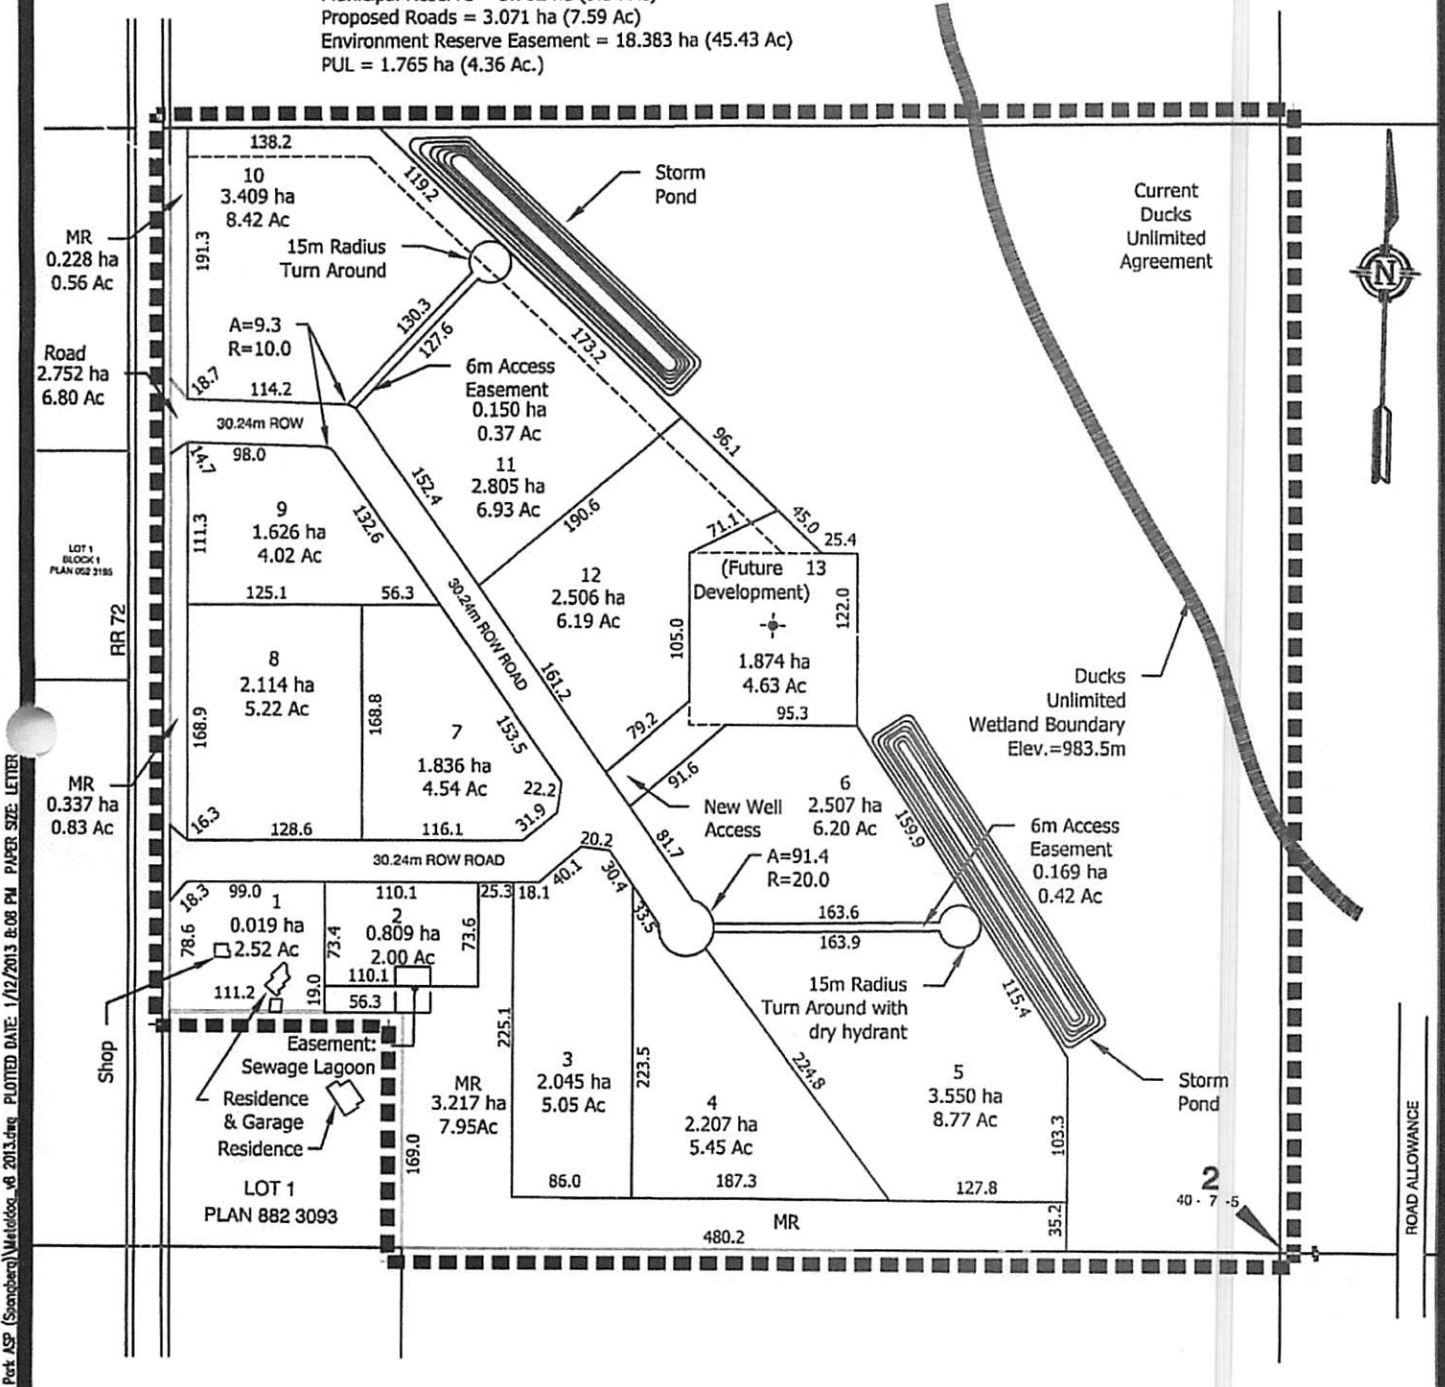 Proposed Roads = 3.071 ha (7.59 Ac)
Environment Reserve Easement = 18.383 ha (45.43 Ac)
PUL = 1.765 ha (4.36 Ac.)
138.2
10
3.409 ha
8.42 Ac
119.2
Storm
Pond
Current
Ducks
Unlimited
Agreement
MR
0.228 ha
0.56 Ac
191.3
15m Radius
Turn Around
N
130.3
127.6
173.2
A=9.3
R=10.0
Road
2.752 ha
6.80 Ac
18.7
114.2
6m Access
Easement
0.150 ha
0.37 Ac
30.24m ROW
14.7
98.0
96.1
11
2.805 ha
6.93 Ac
152.4
190.6
9
1.626 ha
4.02 Ac
111.3
132.6
71.1
45.0
25.4
LOT 1
BLOCK 1
PLAN 052 3195
(Future 13
Development)
12
2.506 ha
6.19 Ac
125.1
56.3
30.24m ROW ROAD
105.0
122.0
1.874 ha
4.63 Ac
95.3
RR 72
8
2.114 ha
5.22 Ac
168.9
168.8
161.2
79.2
91.6
Ducks
Unlimited
Wetland Boundary
Elev.=983.5m
7
1.836 ha
4.54 Ac
153.5
22.2
31.9
MR
0.337 ha
0.83 Ac
16.3
128.6
116.1
New Well
Access
6
2.507 ha
6.20 Ac
159.9
6m Access
Easement
0.169 ha
0.42 Ac
30.24m ROW ROAD
20.2
81.7
A=91.4
R=20.0
18.3
99.0
110.1
25.3
18.1
40.1
30.4
33.5
1
0.019 ha
2.52 Ac
78.6
73.4
2
0.809 ha
2.00 Ac
73.6
163.6
163.9
111.2
19.0
110.1
56.3
15m Radius
Turn Around with
dry hydrant
115.4
Shop
Easement:
Sewage Lagoon
Residence
& Garage
Residence
225.1
MR
3.217 ha
7.95Ac
3
2.045 ha
5.05 Ac
223.5
224.8
4
2.207 ha
5.45 Ac
5
3.550 ha
8.77 Ac
103.3
Storm
Pond
169.0
LOT 1
PLAN 882 3093
86.0
187.3
127.8
35.2
MR
480.2
2
40 - 7 -5
ROAD ALLOWANCE
2013.dwg PLOTTED DATE: 1/12/2013 8:08 PM PAPER SIZE: LETTER